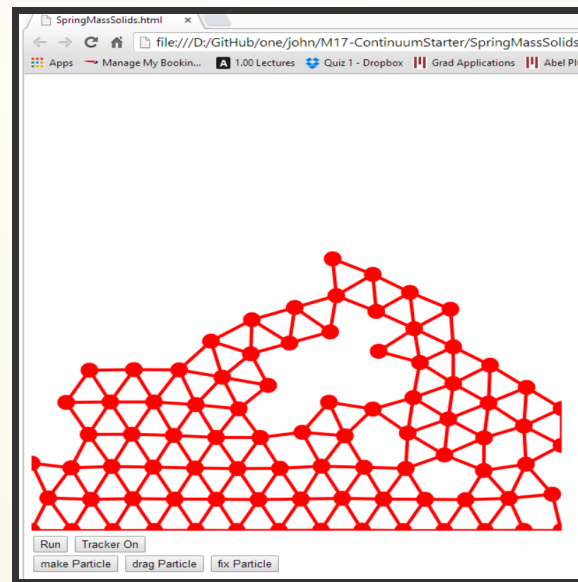 SpringMassSolids.html ×
file:///D:/GitHub/one/john/M17-ContinuumStarter/SpringMassSolids
Apps Manage My Bookin... A 1.00 Lectures Quiz 1 - Dropbox Grad Applications Abel
Run Tracker On
make Particle drag Particle fix Particle